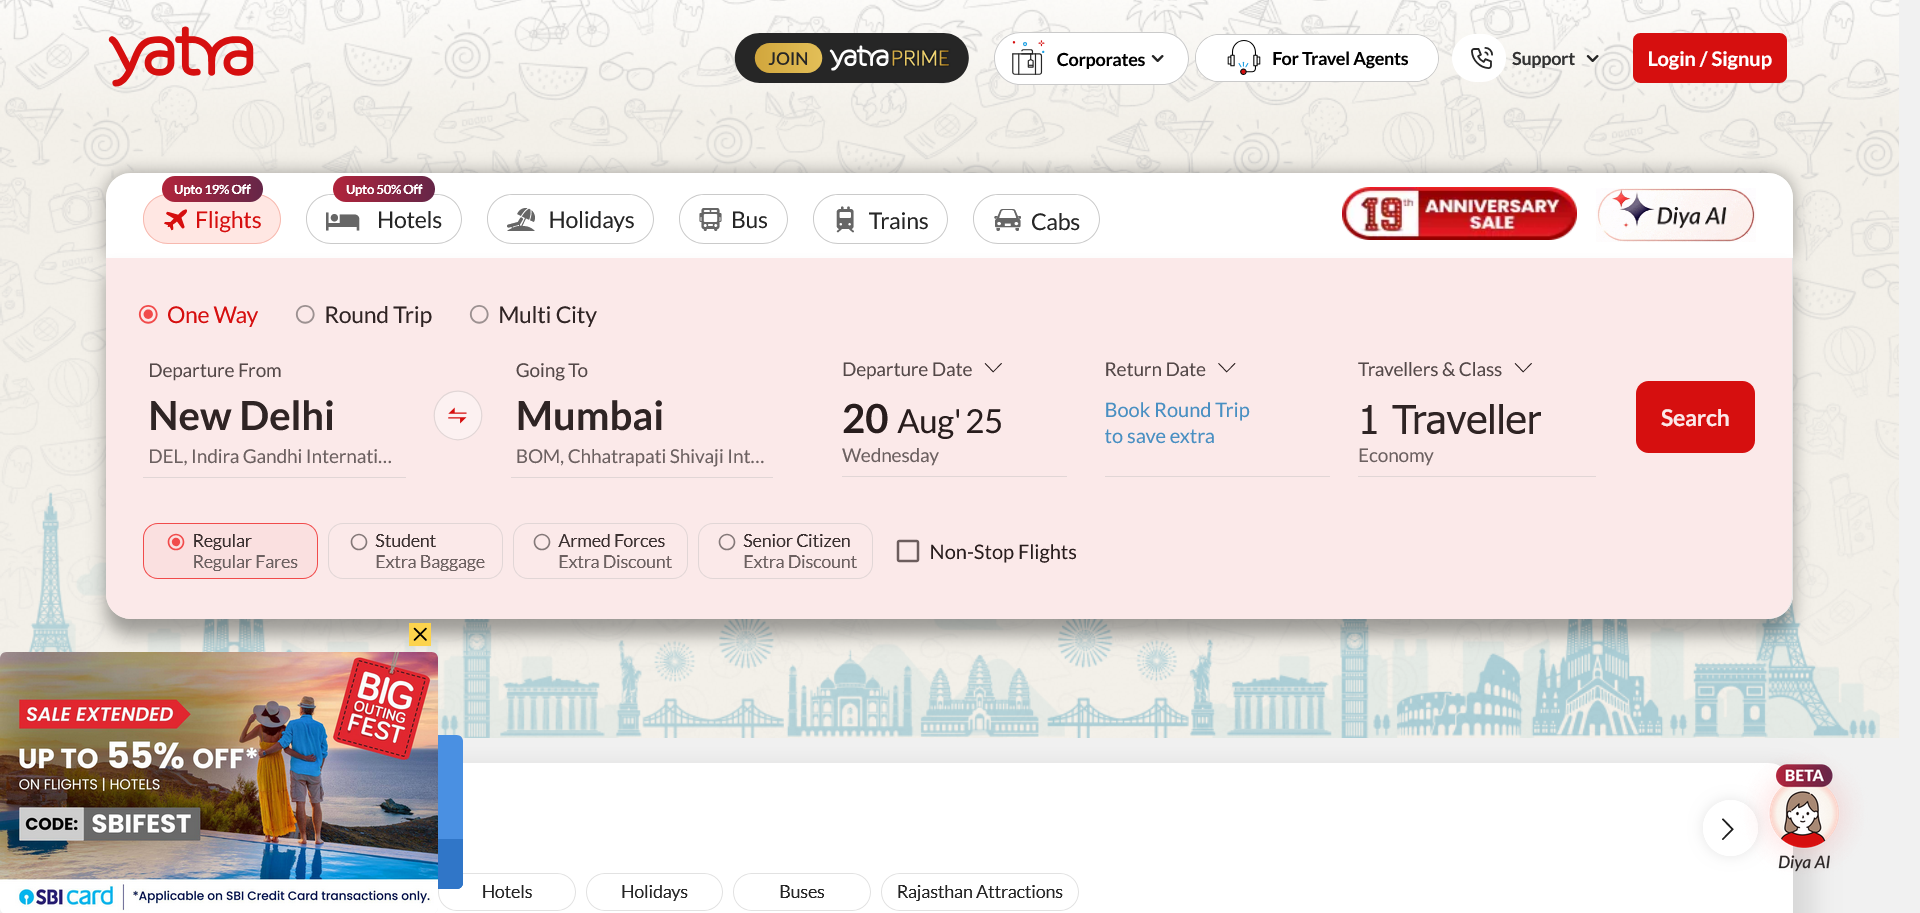 yatra
JOIN yatra PRIME
Corporates
For Travel Agents
Support
Login / Signup
Upto 19% Off
Upto 50% Off
Flights
Hotels
Holidays
Bus
Trains
Cabs
19th ANNIVERSARY SALE
Diya AI
One Way
Round Trip
Multi City
Departure From
Going To
Departure Date
Return Date
Travellers & Class
New Delhi
Mumbai
20 Aug' 25
Book Round Trip
to save extra
1 Traveller
Search
DEL, Indira Gandhi Internati...
BOM, Chhatrapati Shivaji Int...
Wednesday
Economy
Regular
Regular Fares
Student
Extra Baggage
Armed Forces
Extra Discount
Senior Citizen
Extra Discount
Non-Stop Flights
BIG
OUTING
FEST
SALE EXTENDED
UP TO 55% OFF*
ON FLIGHTS | HOTELS
CODE: SBIFEST
SBI card
*Applicable on SBI Credit Card transactions only.
BETA
Diya AI
Hotels
Holidays
Buses
Rajasthan Attractions